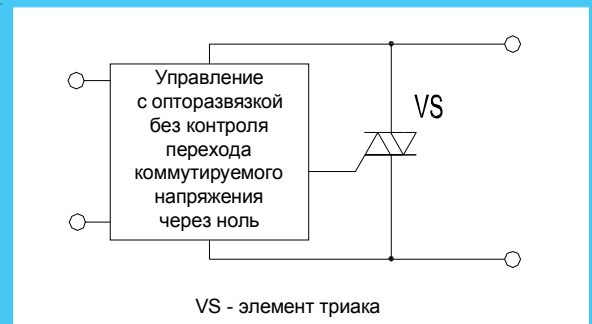 Управление
с опторазвязкой
без контроля
перехода
коммутируемого
напряжения
через ноль
VS
VS - элемент триака